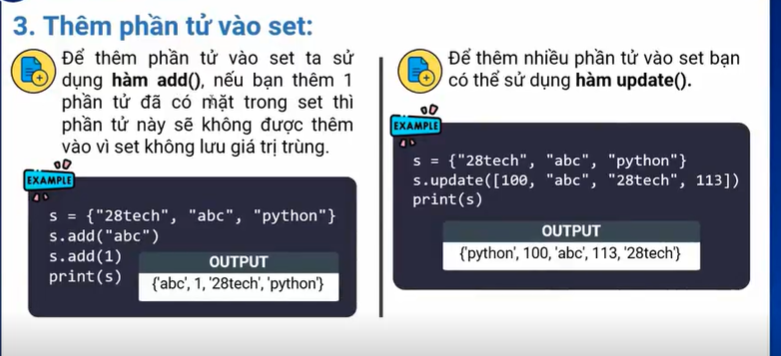 3. Thêm phần tử vào set:
Để thêm phần tử vào set ta sử
dụng hàm add(), nếu bạn thêm 1
phần tử đã có mặt trong set thì
phần tử này sẽ không được thêm
vào vì set không lưu giá trị trùng.
EXAMPLE
s = {"28tech", "abc", "python"}
s.add("abc")
s.add(1)
print(s)
OUTPUT
{'abc', 1, '28tech', 'python'}
Để thêm nhiều phần tử vào set bạn
có thể sử dụng hàm update().
EXAMPLE
s = {"28tech", "abc", "python"}
s.update([100, "abc", "28tech", 113])
print(s)
OUTPUT
{'python', 100, 'abc', 113, '28tech'}